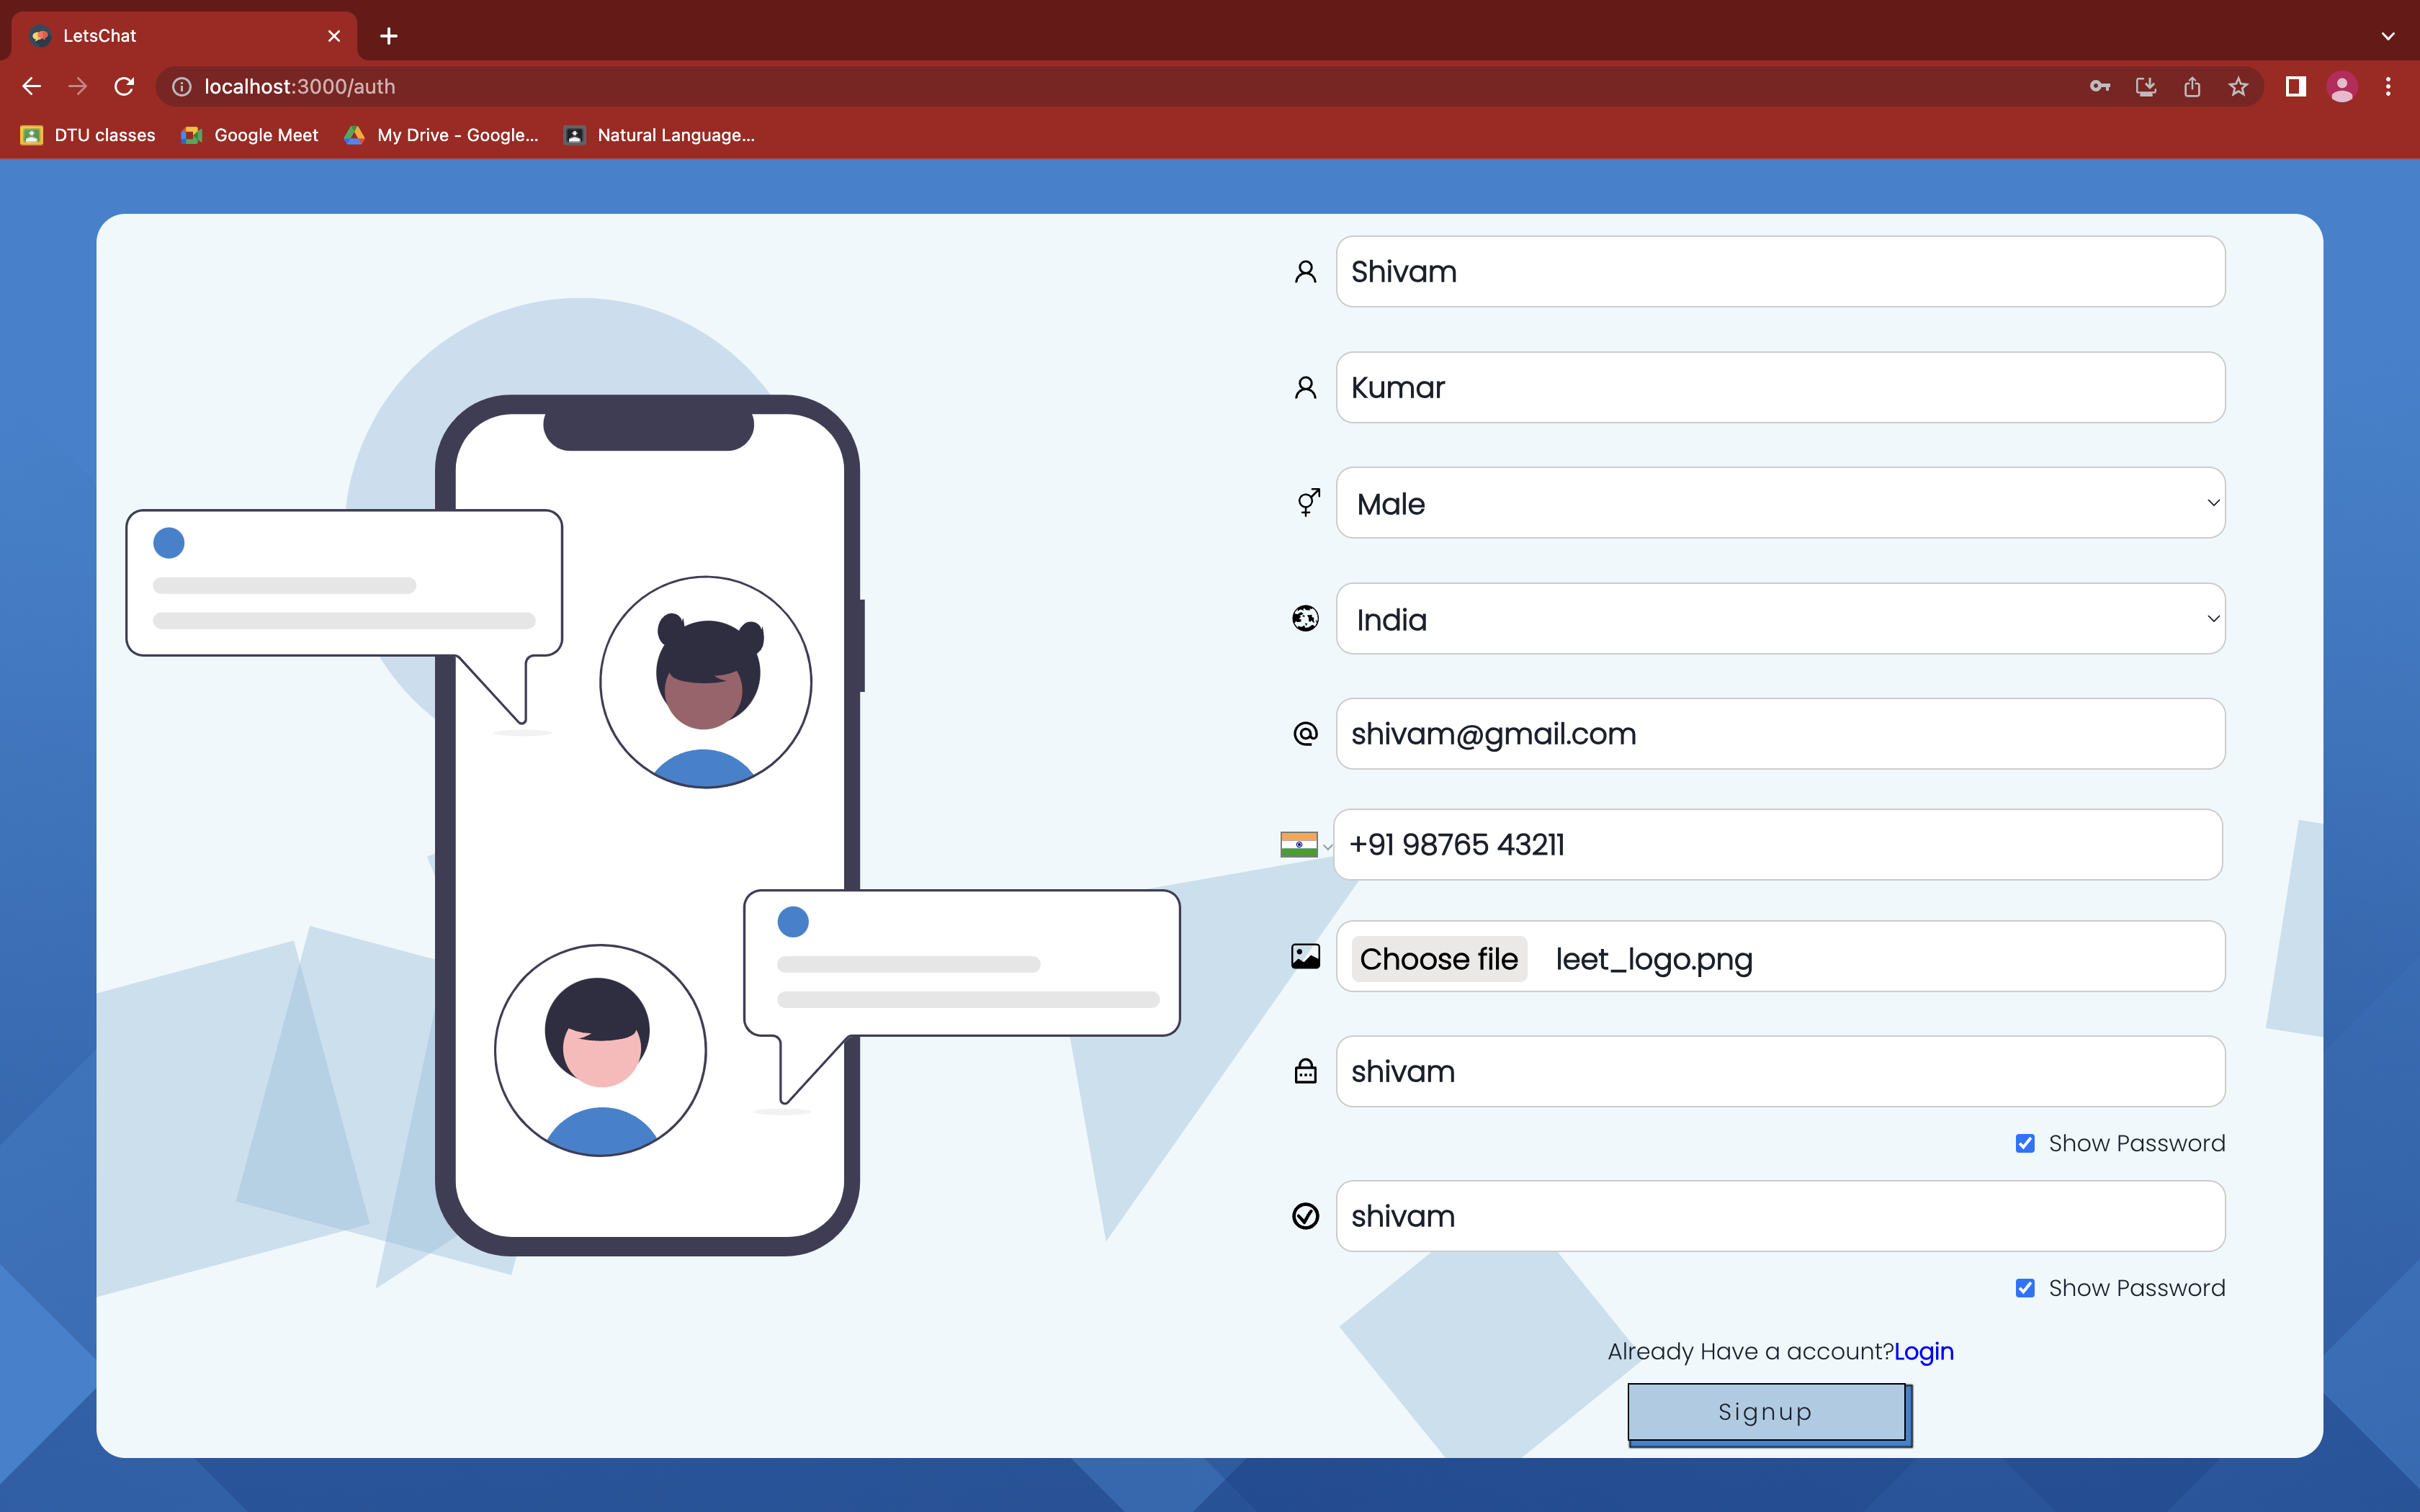 LetsChat
localhost:3000/auth
DTU classes
Google Meet
My Drive - Google...
Natural Language...
Shivam
Kumar
Male
India
shivam@gmail.com
+91 98765 43211
Choose file leet_logo.png
shivam
Show Password
shivam
Show Password
Already Have a account?Login
Signup